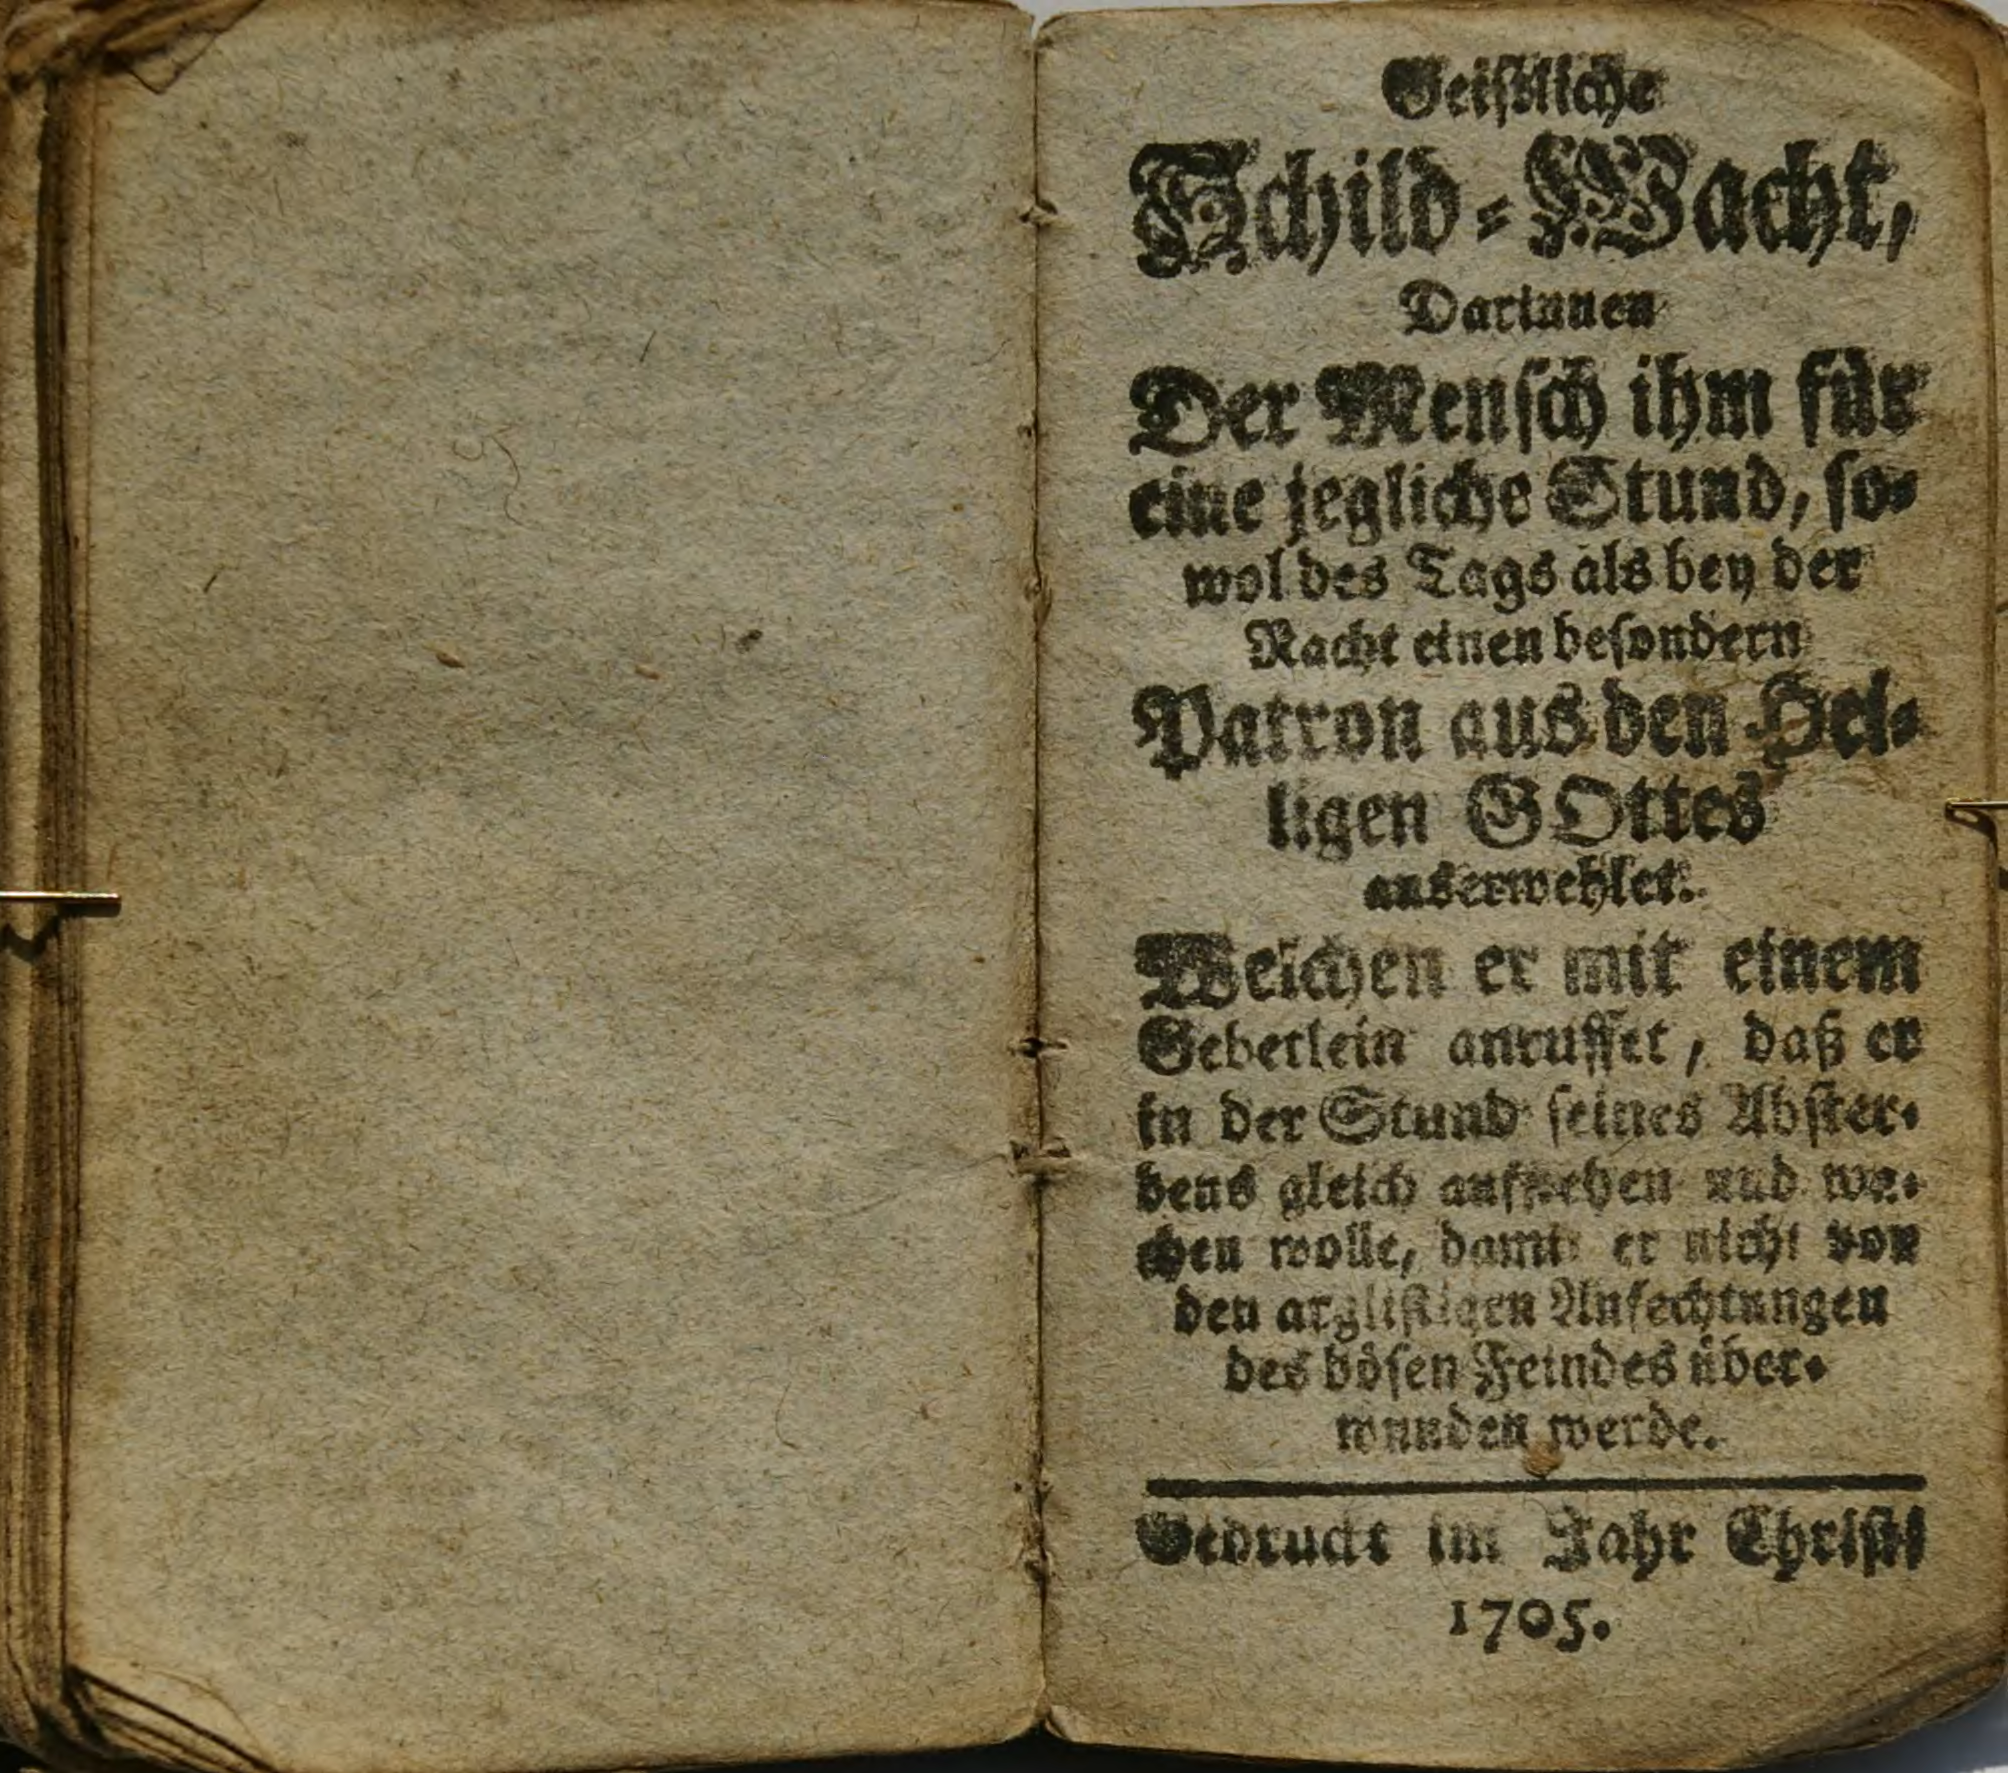 Geistliche
Schild-Wacht,
Darinnen
Der Mensch ihm für
eine jegliche Stund, so-
wol des Tags als bey der
Nacht einen besondern
Patron aus den Hei-
ligen GOttes
auserwehlet.
Welchen er mit einem
Gebetlein anruffet, daß er
in der Stund seines Abster-
bens gleich aufstehen und wa-
chen wolle, damit er nicht von
den arglistigen Anfechtungen
des bösen Feindes über-
wunden werde.
Gedruckt im Jahr Christi
1705.